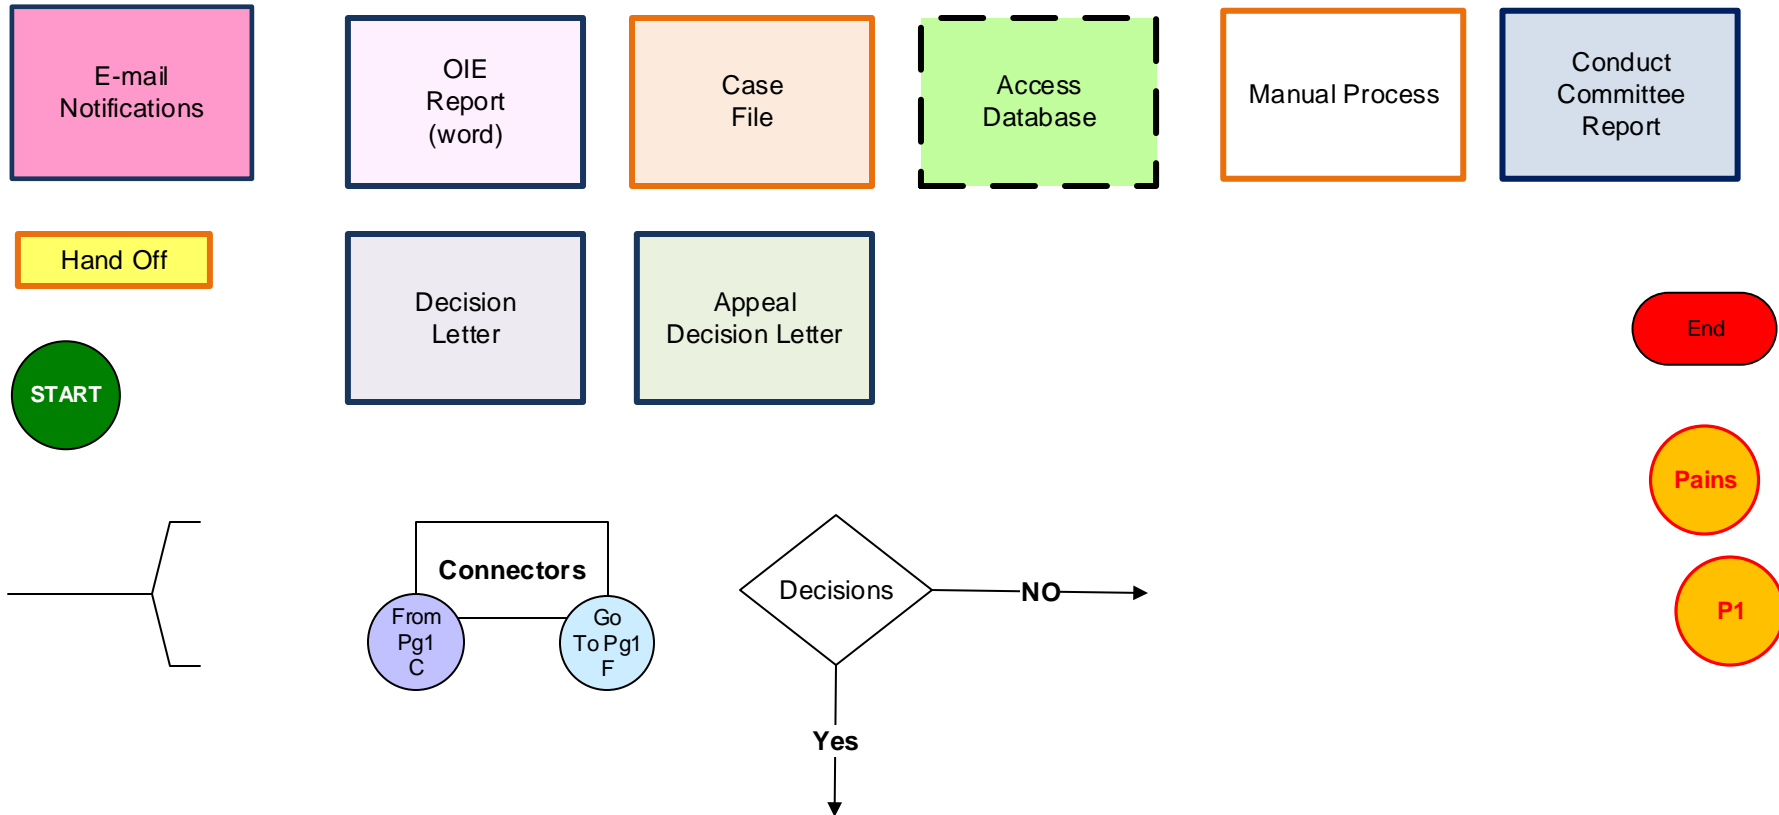 E-mail
Notifications
OIE
Report
(word)
Case
File
Access
Database
Manual Process
Conduct
Committee
Report
Hand Off
Decision
Letter
Appeal
Decision Letter
End
START
Pains
Connectors
From
Pg1
C
Go
To Pg1
F
Decisions
NO
P1
Yes